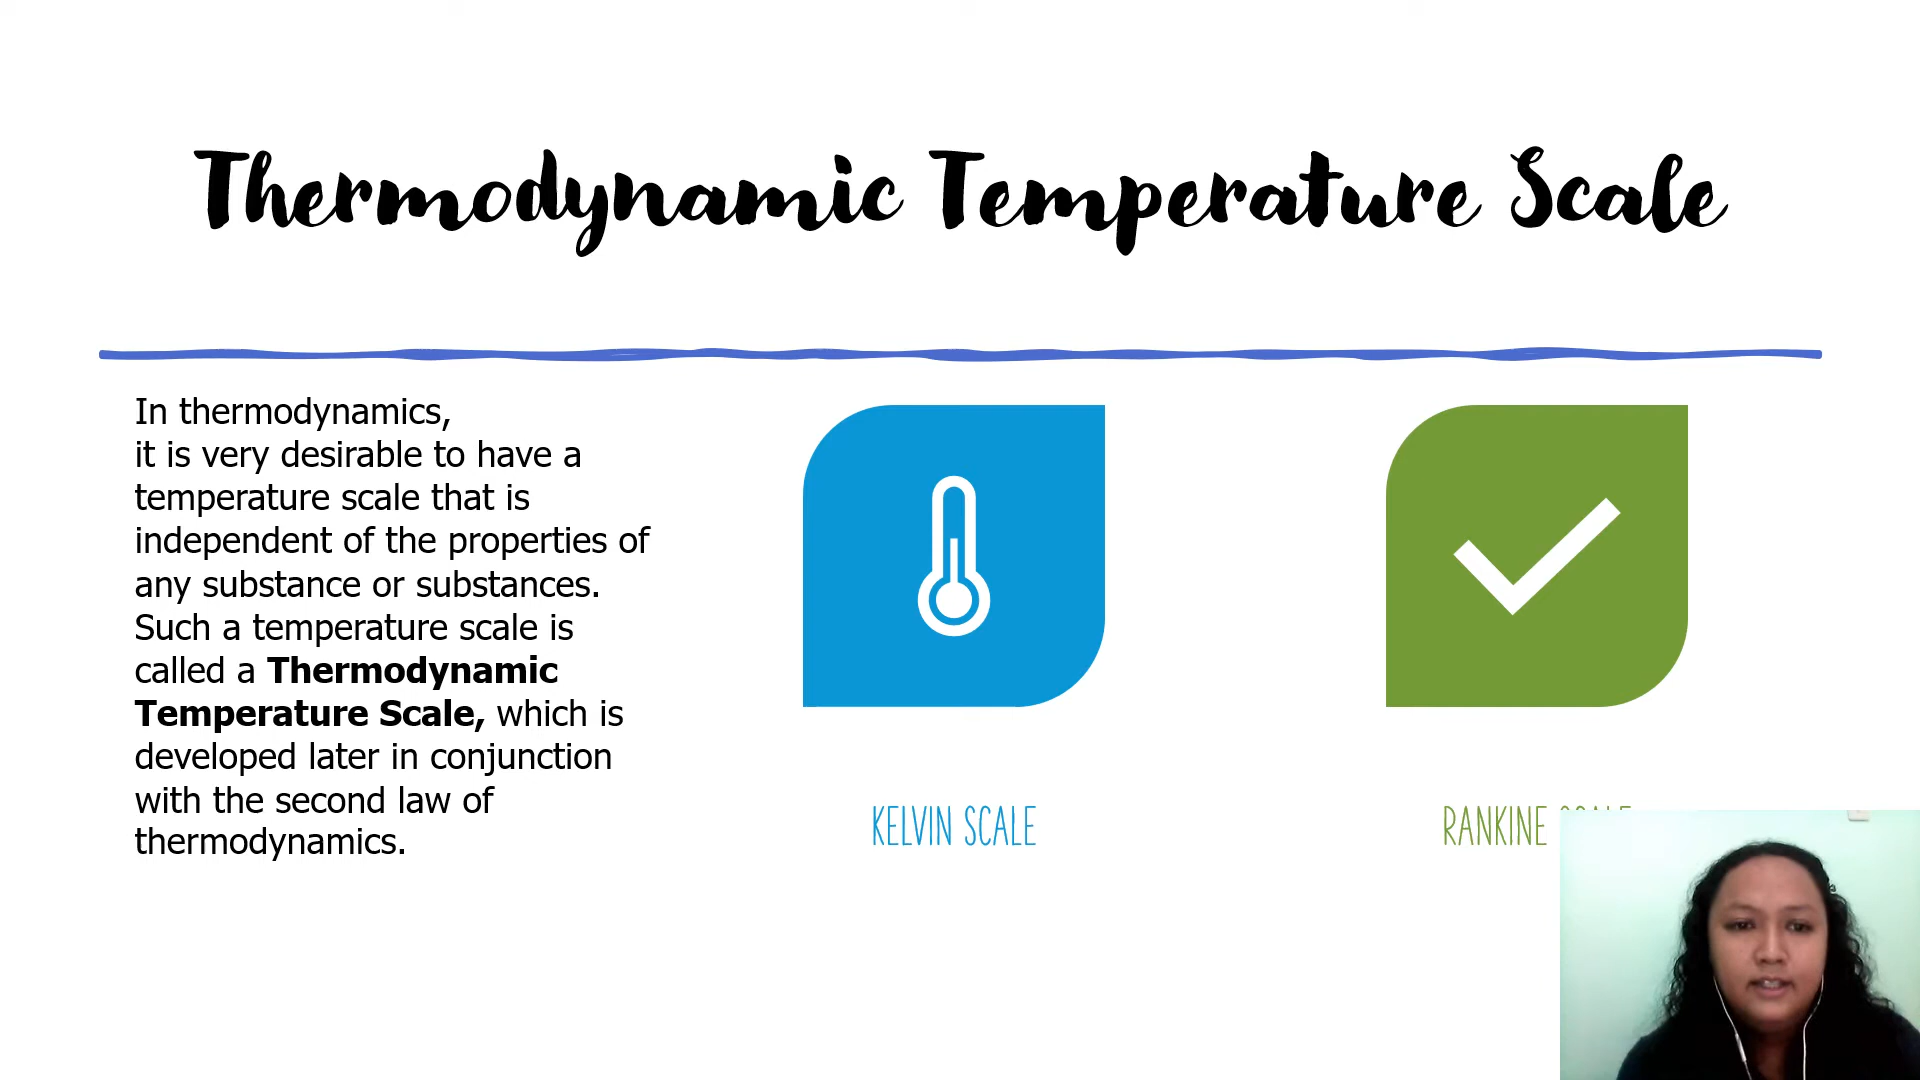 Thermodynamic Temperature Scale
In thermodynamics,
it is very desirable to have a
temperature scale that is
independent of the properties of
any substance or substances.
Such a temperature scale is
called a Thermodynamic
Temperature Scale, which is
developed later in conjunction
with the second law of
thermodynamics.
KELVIN SCALE
RANKINE SCALE